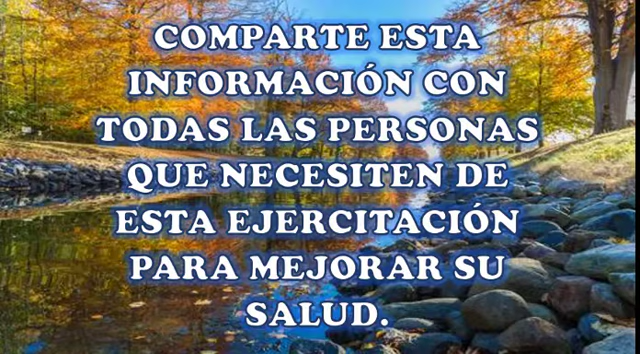 COMPARTE ESTA
INFORMACIÓN CON
TODAS LAS PERSONAS
QUE NECESITEN DE
ESTA EJERCITACIÓN
PARA MEJORAR SU
SALUD.